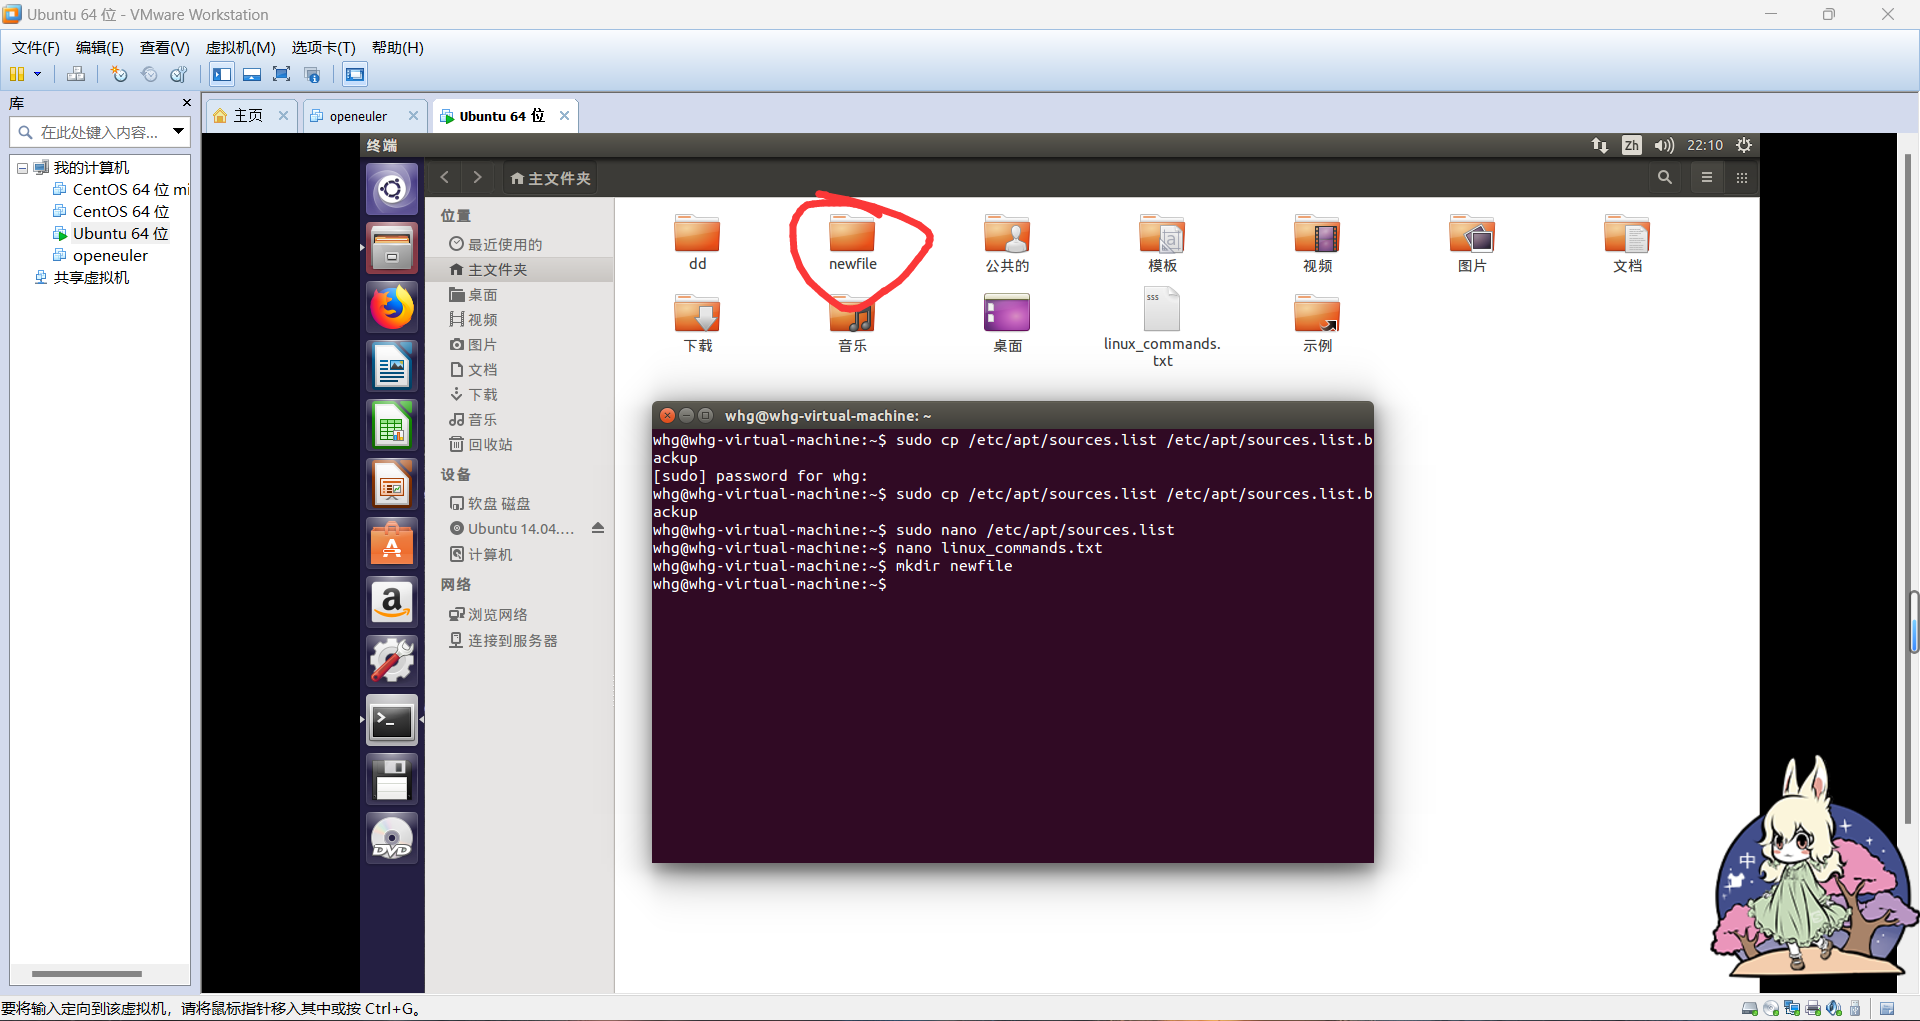 Ubuntu 64 位 - VMware Workstation
文件(F) 编辑(E) 查看(V) 虚拟机(M) 选项卡(T) 帮助(H)
库
在此处键入内容...
我的计算机
CentOS 64 位 mi
CentOS 64 位
Ubuntu 64 位
openeuler
共享虚拟机
主页
openeuler
Ubuntu 64 位
终端
Zh
22:10
主文件夹
位置
最近使用的
主文件夹
桌面
视频
图片
文档
下载
音乐
回收站
设备
软盘 磁盘
Ubuntu 14.04....
计算机
网络
浏览网络
连接到服务器
dd
newfile
公共的
模板
视频
图片
文档
下载
音乐
桌面
sss
linux_commands.
txt
示例
whg@whg-virtual-machine: ~
whg@whg-virtual-machine:~$ sudo cp /etc/apt/sources.list /etc/apt/sources.list.b
ackup
[sudo] password for whg:
whg@whg-virtual-machine:~$ sudo cp /etc/apt/sources.list /etc/apt/sources.list.b
ackup
whg@whg-virtual-machine:~$ sudo nano /etc/apt/sources.list
whg@whg-virtual-machine:~$ nano linux_commands.txt
whg@whg-virtual-machine:~$ mkdir newfile
whg@whg-virtual-machine:~$
DVD
中
要将输入定向到该虚拟机，请将鼠标指针移入其中或按 Ctrl+G。